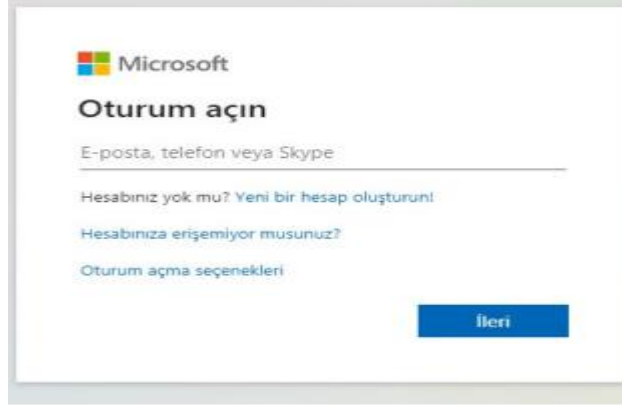 Microsoft
Oturum açın
E-posta, telefon veya Skype
Hesabınız yok mu? Yeni bir hesap oluşturun!
Hesabınıza erişemiyor musunuz?
Oturum açma seçenekleri
İleri